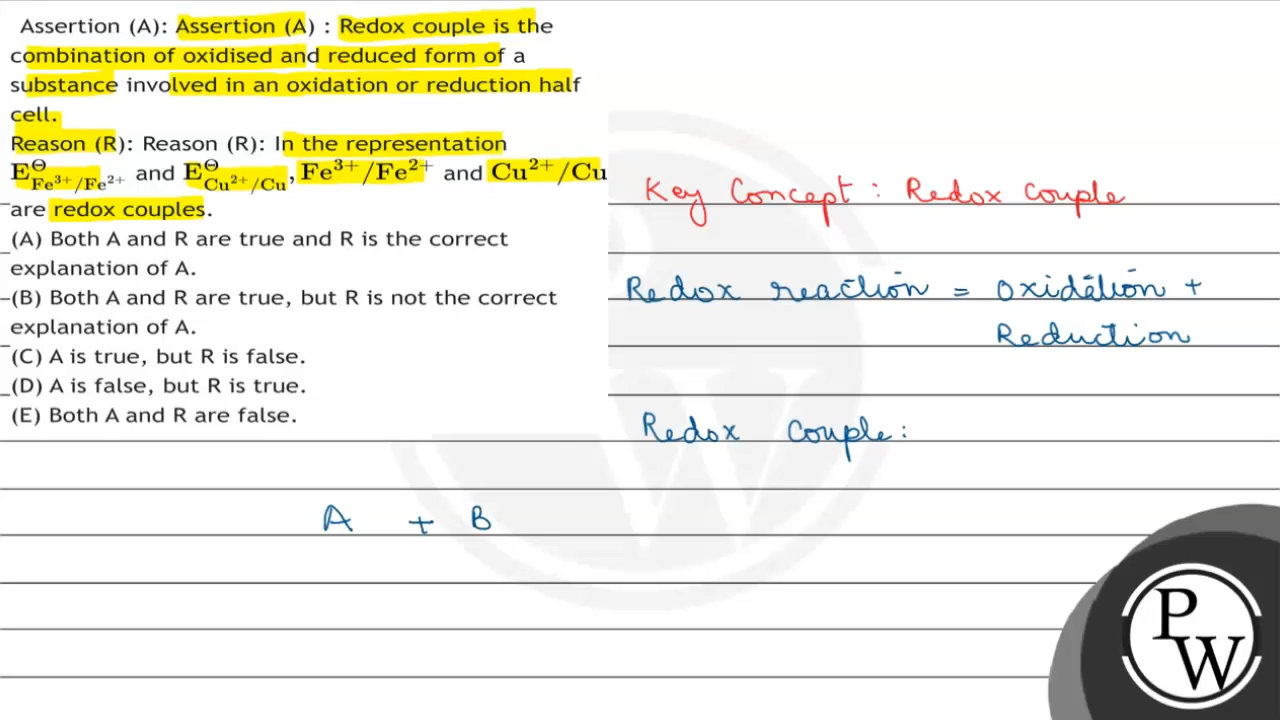 Assertion (A): Assertion (A) : Redox couple is the
combination of oxidised and reduced form of a
substance involved in an oxidation or reduction half
cell.
Reason (R): Reason (R): In the representation
E^Θ_{Fe³⁺/Fe²⁺} and E^Θ_{Cu²⁺/Cu}, Fe³⁺/Fe²⁺ and Cu²⁺/Cu
are redox couples.
(A) Both A and R are true and R is the correct
explanation of A.
(B) Both A and R are true, but R is not the correct
explanation of A.
(C) A is true, but R is false.
(D) A is false, but R is true.
(E) Both A and R are false.
Key Concept : Redox Couple
Redox reaction = oxidation +
Reduction
Redox Couple:
A + B
PW